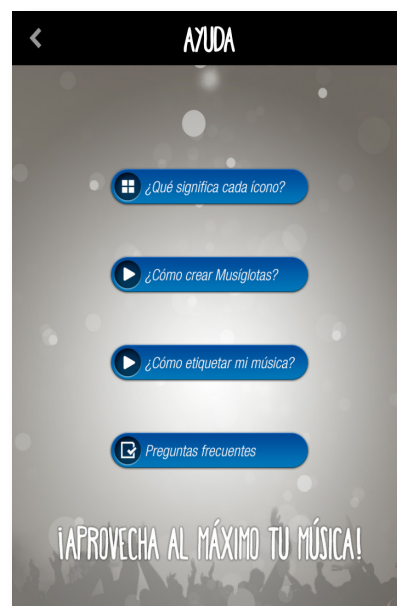 AYUDA
¿Qué significa cada ícono?
¿Cómo crear Musíglotas?
¿Cómo etiquetar mi música?
Preguntas frecuentes
¡APROVECHA AL MÁXIMO TU MÚSICA!